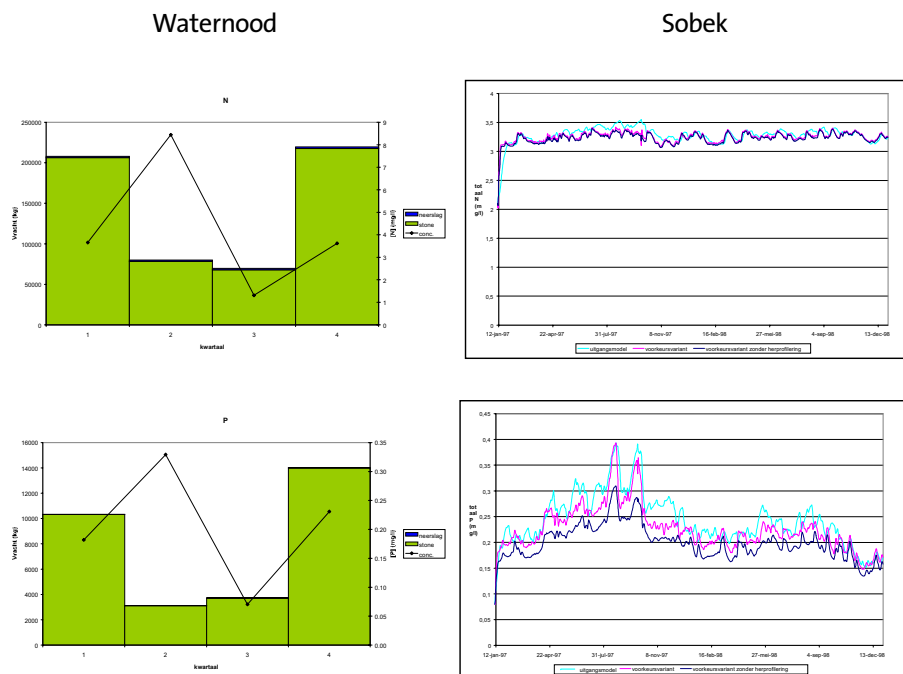 Waternood
Sobek
N
250000
200000
150000
100000
50000
0
Vracht (kg)
9
8
7
6
5
4
3
2
1
0
[N] (mg/l)
1 2 3 4
kwartaal
neerslag
stone
conc.
4
3,5
3
2,5
2
1,5
1
0,5
0
tot
aal
N
(m
g/l)
12-jan-97 22-apr-97 31-jul-97 8-nov-97 16-feb-98 27-mei-98 4-sep-98 13-dec-98
uitgangsmodel voorkeursvariant voorkeursvariant zonder herprofilering
P
16000
14000
12000
10000
8000
6000
4000
2000
0
Vracht (kg)
0.35
0.30
0.25
0.20
0.15
0.10
0.05
0.00
[P] (mg/l)
1 2 3 4
kwartaal
neerslag
stone
conc.
0,45
0,4
0,35
0,3
0,25
0,2
0,15
0,1
0,05
0
tot
aal
P
(m
g/l)
12-jan-97 22-apr-97 31-jul-97 8-nov-97 16-feb-98 27-mei-98 4-sep-98 13-dec-98
uitgangsmodel voorkeursvariant voorkeursvariant zonder herprofilering